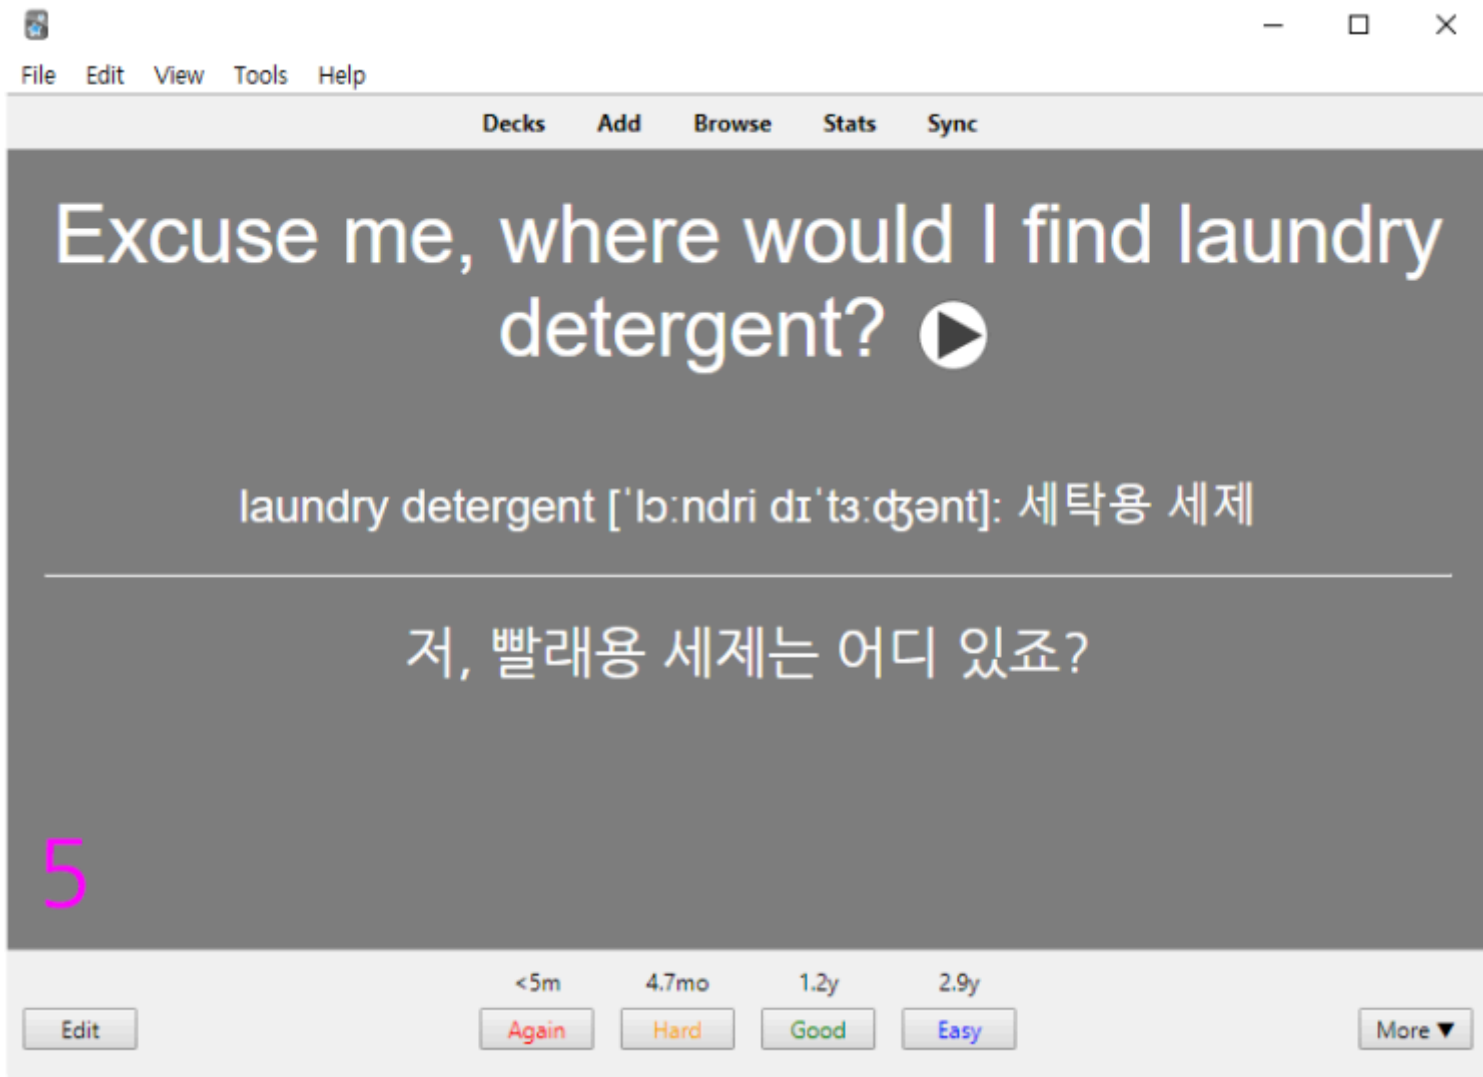 File Edit View Tools Help
Decks Add Browse Stats Sync
Excuse me, where would I find laundry
detergent?
laundry detergent [ˈlɔːndri dɪˈtɜːʤənt]: 세탁용 세제
저, 빨래용 세제는 어디 있죠?
5
<5m 4.7mo 1.2y 2.9y
Edit Again Hard Good Easy More ▼